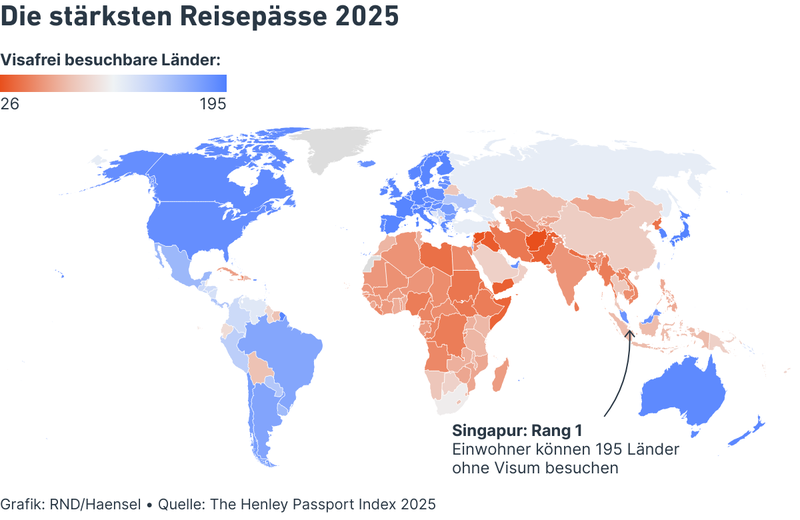 Die stärksten Reisepässe 2025
Visafrei besuchbare Länder:
26 195
Singapur: Rang 1
Einwohner können 195 Länder
ohne Visum besuchen
Grafik: RND/Haensel • Quelle: The Henley Passport Index 2025